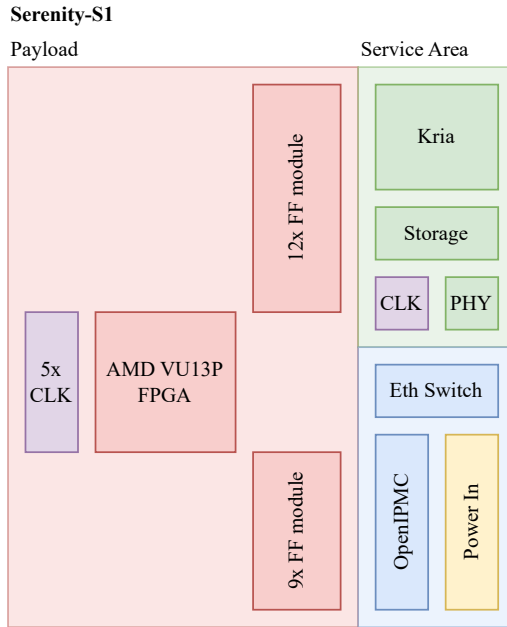 Serenity-S1
Payload
Service Area
12x FF module
Kria
Storage
CLK
PHY
5x
CLK
AMD VU13P
FPGA
Eth Switch
9x FF module
OpenIPMC
Power In